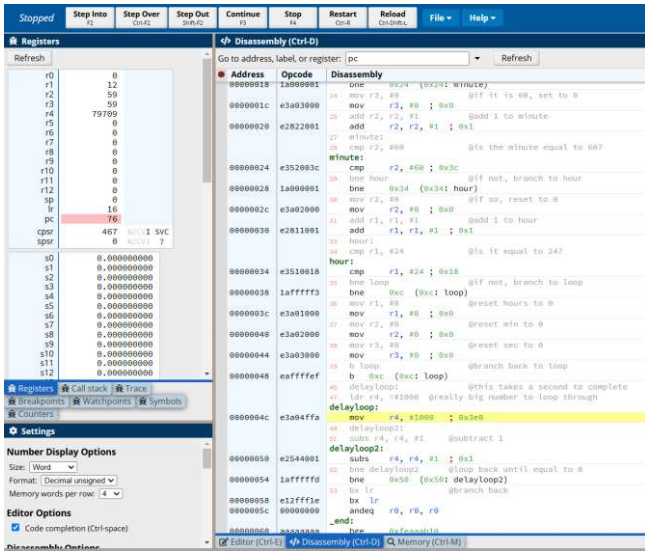 Stopped
Step Into
F2
Step Over
Ctrl-F2
Step Out
Shift-F2
Continue
F3
Stop
F4
Restart
Ctrl-R
Reload
Ctrl-Shift-L
File
Help
Registers
Refresh
r0 0
r1 12
r2 59
r3 59
r4 79709
r5 0
r6 0
r7 0
r8 0
r9 0
r10 0
r11 0
r12 0
sp 0
lr 16
pc 76
cpsr 467 NZCVI SVC
spsr 0 NZCVI ?
s0 0.000000000
s1 0.000000000
s2 0.000000000
s3 0.000000000
s4 0.000000000
s5 0.000000000
s6 0.000000000
s7 0.000000000
s8 0.000000000
s9 0.000000000
s10 0.000000000
s11 0.000000000
s12 0.000000000
Registers Call stack Trace
Breakpoints Watchpoints Symbols
Counters
Settings
Number Display Options
Size: Word
Format: Decimal unsigned
Memory words per row: 4
Editor Options
Code completion (Ctrl-space)
Disassembly Options
Disassembly (Ctrl-D)
Go to address, label, or register: pc Refresh
Address Opcode Disassembly
00000018 1a000001 bne 0x24 (0x24: minute)
24 mov r3, #0 @if it is 60, set to 0
0000001c e3a03000 mov r3, #0 ; 0x0
26 add r2, r2, #1 @add 1 to minute
00000020 e2822001 add r2, r2, #1 ; 0x1
27 minute:
28 cmp r2, #60 @is the minute equal to 60?
minute:
00000024 e352003c cmp r2, #60 ; 0x3c
29 bne hour @if not, branch to hour
00000028 1a000001 bne 0x34 (0x34: hour)
30 mov r2, #0 @if so, reset to 0
0000002c e3a02000 mov r2, #0 ; 0x0
31 add r1, r1, #1 @add 1 to hour
00000030 e2811001 add r1, r1, #1 ; 0x1
33 hour:
34 cmp r1, #24 @is it equal to 24?
hour:
00000034 e3510018 cmp r1, #24 ; 0x18
35 bne loop @if not, branch to loop
00000038 1afffff3 bne 0xc (0xc: loop)
36 mov r1, #0 @reset hours to 0
0000003c e3a01000 mov r1, #0 ; 0x0
37 mov r2, #0 @reset min to 0
00000040 e3a02000 mov r2, #0 ; 0x0
38 mov r3, #0 @reset sec to 0
00000044 e3a03000 mov r3, #0 ; 0x0
39 b loop @branch back to loop
00000048 eaffffef b 0xc (0xc: loop)
45 delayloop: @this takes a second to complete
47 ldr r4, =#1000 @really big number to loop through
delayloop:
0000004c e3a04ffa mov r4, #1000 ; 0x3e8
49 delayloop2:
51 subs r4, r4, #1 @subtract 1
delayloop2:
00000050 e2544001 subs r4, r4, #1 ; 0x1
52 bne delayloop2 @loop back until equal to 0
00000054 1afffffd bne 0x50 (0x50: delayloop2)
53 bx lr @branch back
00000058 e12fff1e bx lr
0000005c 00000000 andeq r0, r0, r0
_end:
00000060 aaaaaaaa bge 0xfeaaab10
Editor (Ctrl-E) Disassembly (Ctrl-D) Memory (Ctrl-M)